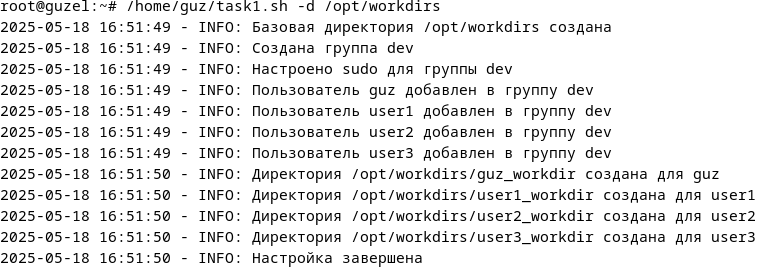 root@guzel:~# /home/guz/task1.sh -d /opt/workdirs
2025-05-18 16:51:49 - INFO: Базовая директория /opt/workdirs создана
2025-05-18 16:51:49 - INFO: Создана группа dev
2025-05-18 16:51:49 - INFO: Настроено sudo для группы dev
2025-05-18 16:51:49 - INFO: Пользователь guz добавлен в группу dev
2025-05-18 16:51:49 - INFO: Пользователь user1 добавлен в группу dev
2025-05-18 16:51:49 - INFO: Пользователь user2 добавлен в группу dev
2025-05-18 16:51:49 - INFO: Пользователь user3 добавлен в группу dev
2025-05-18 16:51:50 - INFO: Директория /opt/workdirs/guz_workdir создана для guz
2025-05-18 16:51:50 - INFO: Директория /opt/workdirs/user1_workdir создана для user1
2025-05-18 16:51:50 - INFO: Директория /opt/workdirs/user2_workdir создана для user2
2025-05-18 16:51:50 - INFO: Директория /opt/workdirs/user3_workdir создана для user3
2025-05-18 16:51:50 - INFO: Настройка завершена